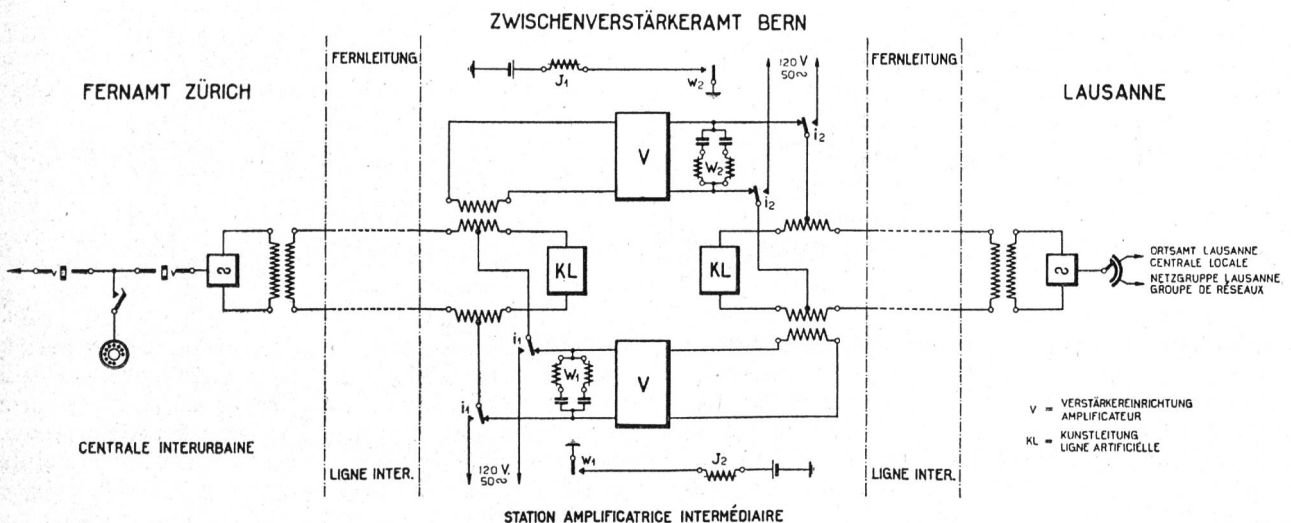 ZWISCHENVERSTÄRKERAMT BERN
FERNLEITUNG
FERNLEITUNG
FERNAMT ZÜRICH
LAUSANNE
J1
w2
120 V
50~
i2
V
W2
i2
KL
KL
ORTSAMT LAUSANNE
CENTRALE LOCALE
NETZGRUPPE LAUSANNE,
GROUPE DE RÉSEAUX
i1
W1
V
i1
V = VERSTÄRKEREINRICHTUNG
AMPLIFICATEUR
KL = KUNSTLEITUNG
LIGNE ARTIFICIELLE
CENTRALE INTERURBAINE
LIGNE INTER.
120 V.
50~
w1
J2
LIGNE INTER.
STATION AMPLIFICATRICE INTERMÉDIAIRE